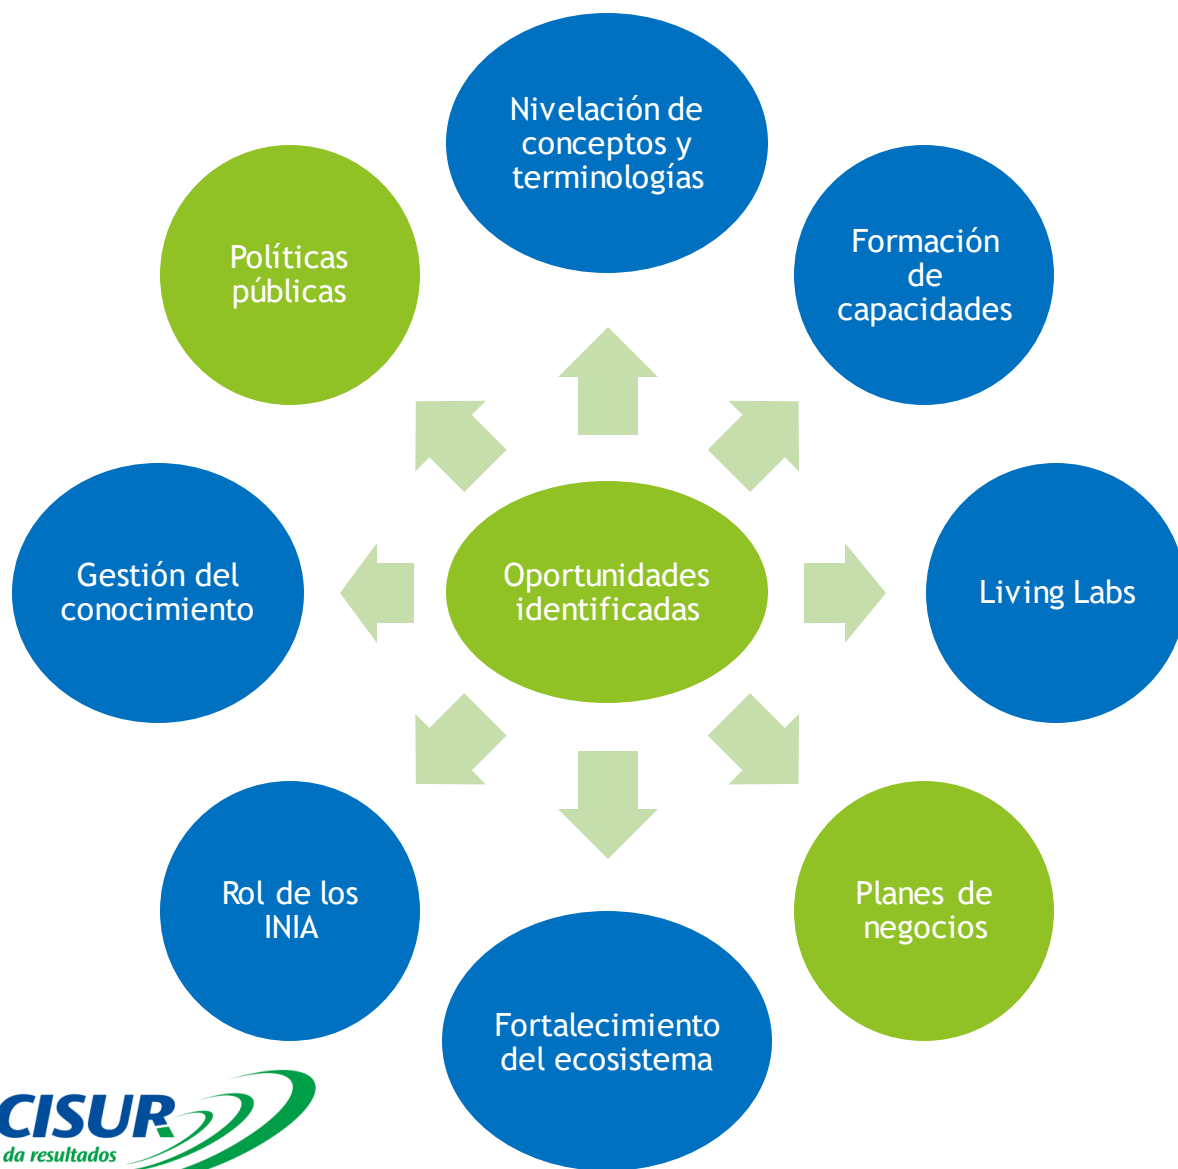 Nivelación de
conceptos y
terminologías
Políticas
públicas
Formación
de
capacidades
Gestión del
conocimiento
Oportunidades
identificadas
Living Labs
Rol de los
INIA
Planes de
negocios
Fortalecimiento
del ecosistema
CISUR
da resultados